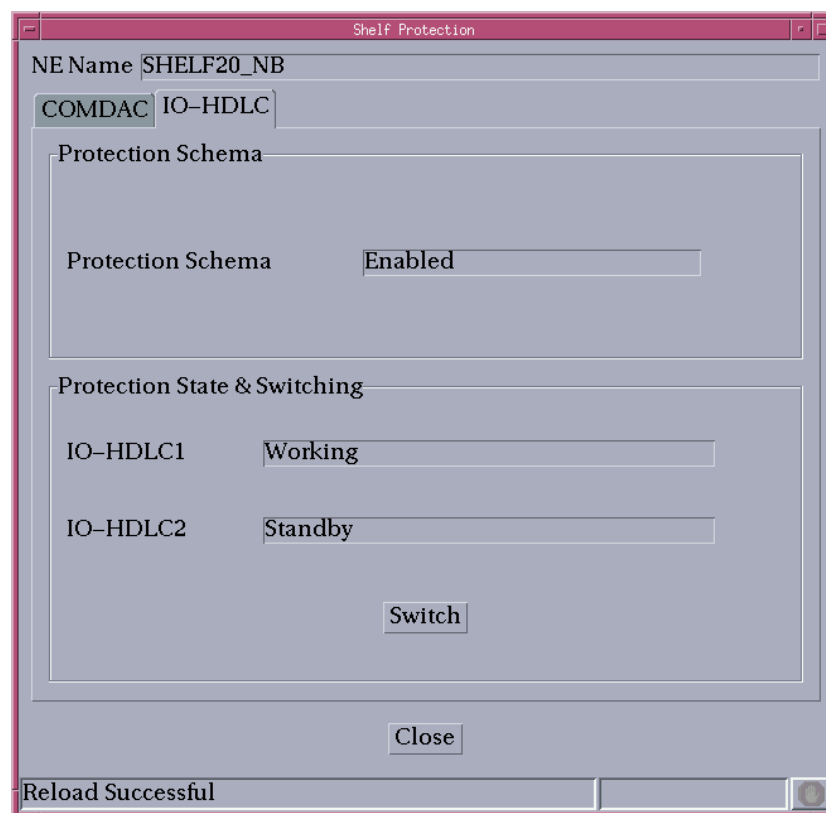 Shelf Protection
NE Name SHELF20_NB
COMDAC IO–HDLC
Protection Schema
Protection Schema Enabled
Protection State & Switching
IO–HDLC1 Working
IO–HDLC2 Standby
Switch
Close
Reload Successful